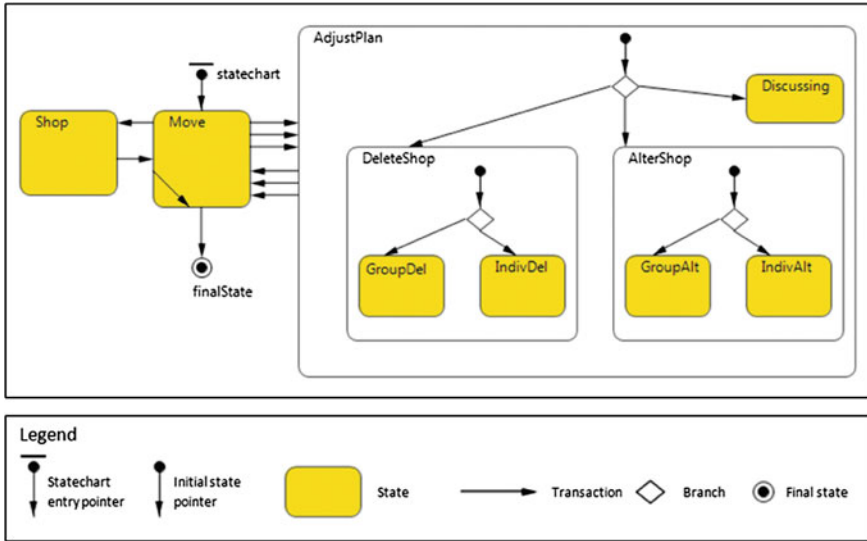 AdjustPlan
statechart
Discussing
Shop
Move
DeleteShop
AlterShop
GroupDel
IndivDel
GroupAlt
IndivAlt
finalState
Legend
Statechart
entry pointer
Initial state
pointer
State
Transaction
Branch
Final state